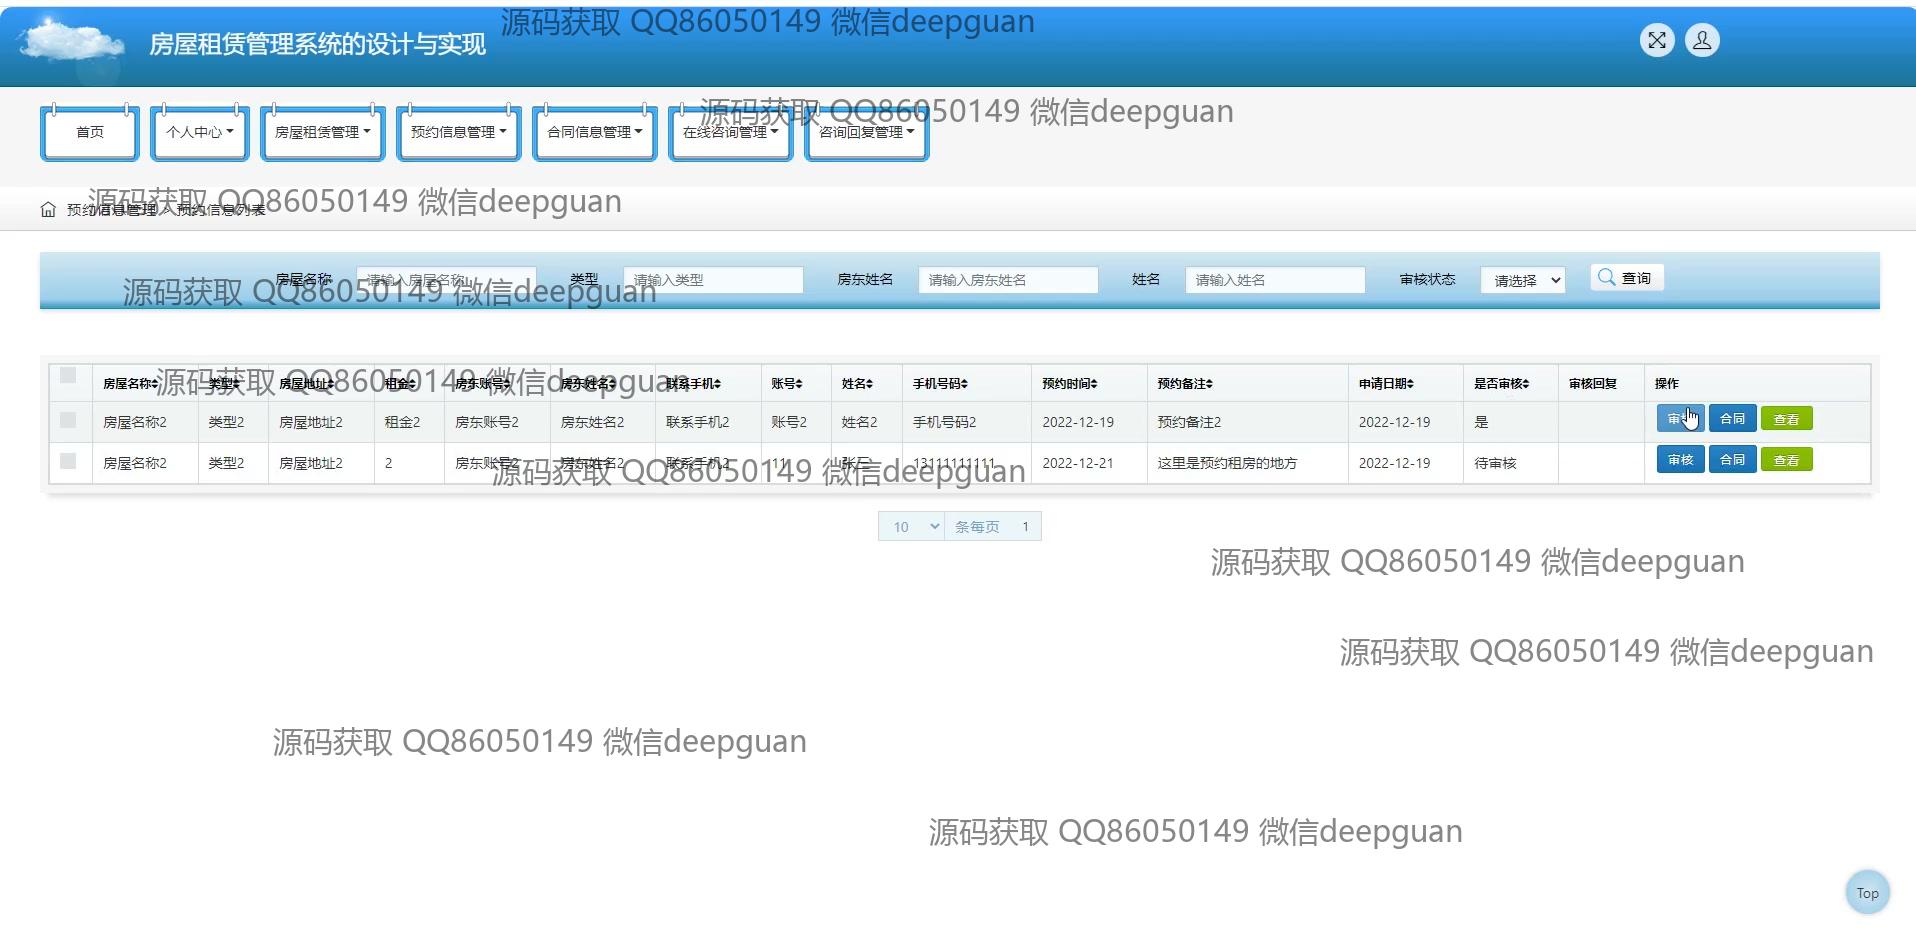 源码获取 QQ86050149 微信deepguan
房屋租赁管理系统的设计与实现
源码获取 QQ86050149 微信deepguan
首页 个人中心 房屋租赁管理 预约信息管理 合同信息管理 在线咨询管理 咨询回复管理
源码获取 QQ86050149 微信deepguan
预约信息管理 预约信息列表
房屋名称 请输入房屋名称 类型 请输入类型 房东姓名 请输入房东姓名 姓名 请输入姓名 审核状态 请选择 查询
源码获取 QQ86050149 微信deepguan
源码获取 QQ86050149 微信deepguan
房屋名称 类型 房屋地址 租金 房东账号 房东姓名 联系手机 账号 姓名 手机号码 预约时间 预约备注 申请日期 是否审核 审核回复 操作
房屋名称2 类型2 房屋地址2 租金2 房东账号2 房东姓名2 联系手机2 账号2 姓名2 手机号码2 2022-12-19 预约备注2 2022-12-19 是 审核 合同 查看
房屋名称2 类型2 房屋地址2 2 房东账号2 房东姓名2 联系手机2 11 张三 13111111111 2022-12-21 这里是预约租房的地方 2022-12-19 待审核 审核 合同 查看
源码获取 QQ86050149 微信deepguan
10 条每页 1
源码获取 QQ86050149 微信deepguan
源码获取 QQ86050149 微信deepguan
源码获取 QQ86050149 微信deepguan
源码获取 QQ86050149 微信deepguan
Top